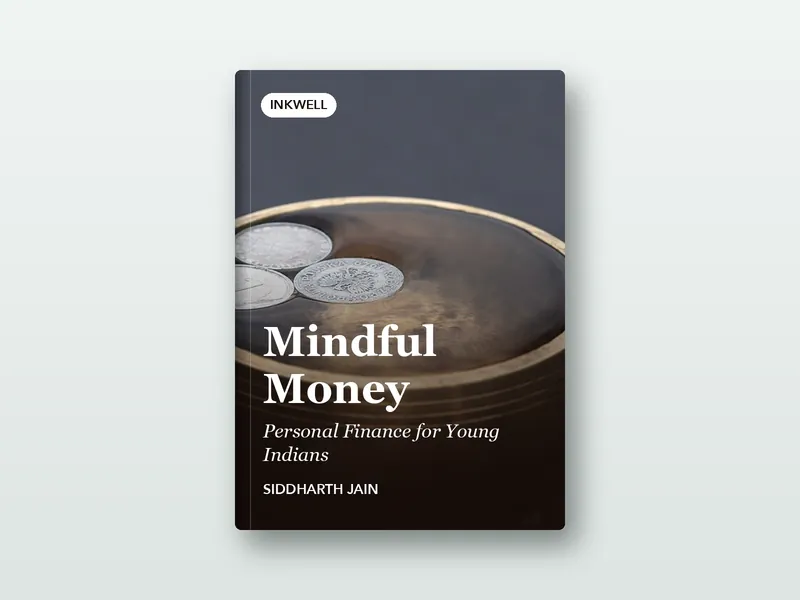 INKWELL
Mindful
Money
Personal Finance for Young
Indians
SIDDHARTH JAIN